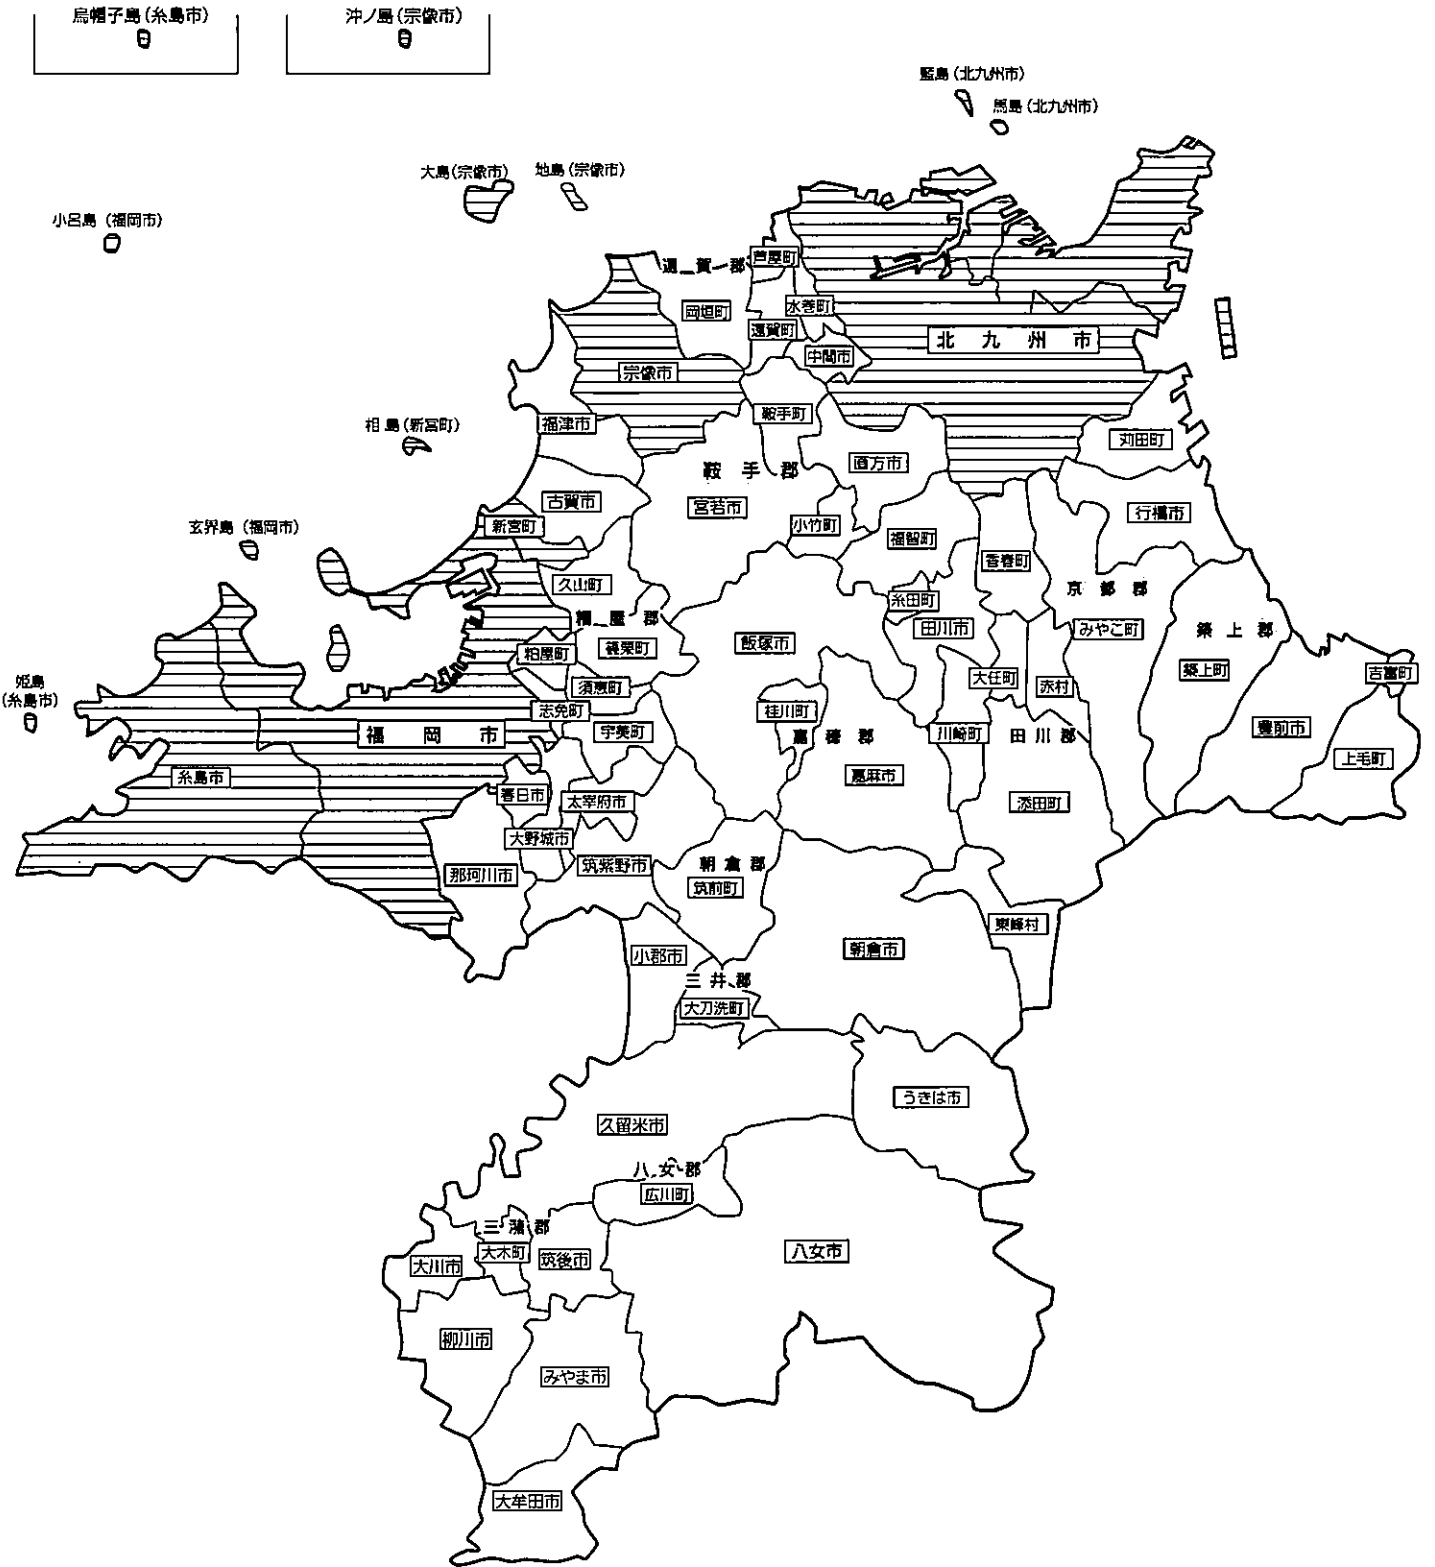 烏帽子島(糸島市)
沖ノ島(宗像市)
藍島(北九州市)
馬島(北九州市)
大島(宗像市)
地島(宗像市)
小呂島(福岡市)
遠賀郡
芦屋町
岡垣町
水巻町
遠賀町
北九州市
中間市
宗像市
鞍手町
福津市
相島(新宮町)
苅田町
直方市
鞍手郡
古賀市
宮若市
行橋市
新宮町
小竹町
玄界島(福岡市)
福智町
香春町
久山町
京都郡
糸田町
糟屋郡
田川市
みやこ町
築上郡
篠栗町
飯塚市
粕屋町
築上町
吉富町
大任町
赤村
須恵町
姫島
(糸島市)
志免町
桂川町
宇美町
川崎町
豊前市
福岡市
嘉穂郡
田川郡
上毛町
糸島市
嘉麻市
春日市
太宰府市
添田町
大野城市
筑紫野市
朝倉郡
那珂川市
筑前町
東峰村
朝倉市
小郡市
三井郡
大刀洗町
うきは市
久留米市
八女郡
広川町
三潴郡
大木町
八女市
筑後市
大川市
柳川市
みやま市
大牟田市